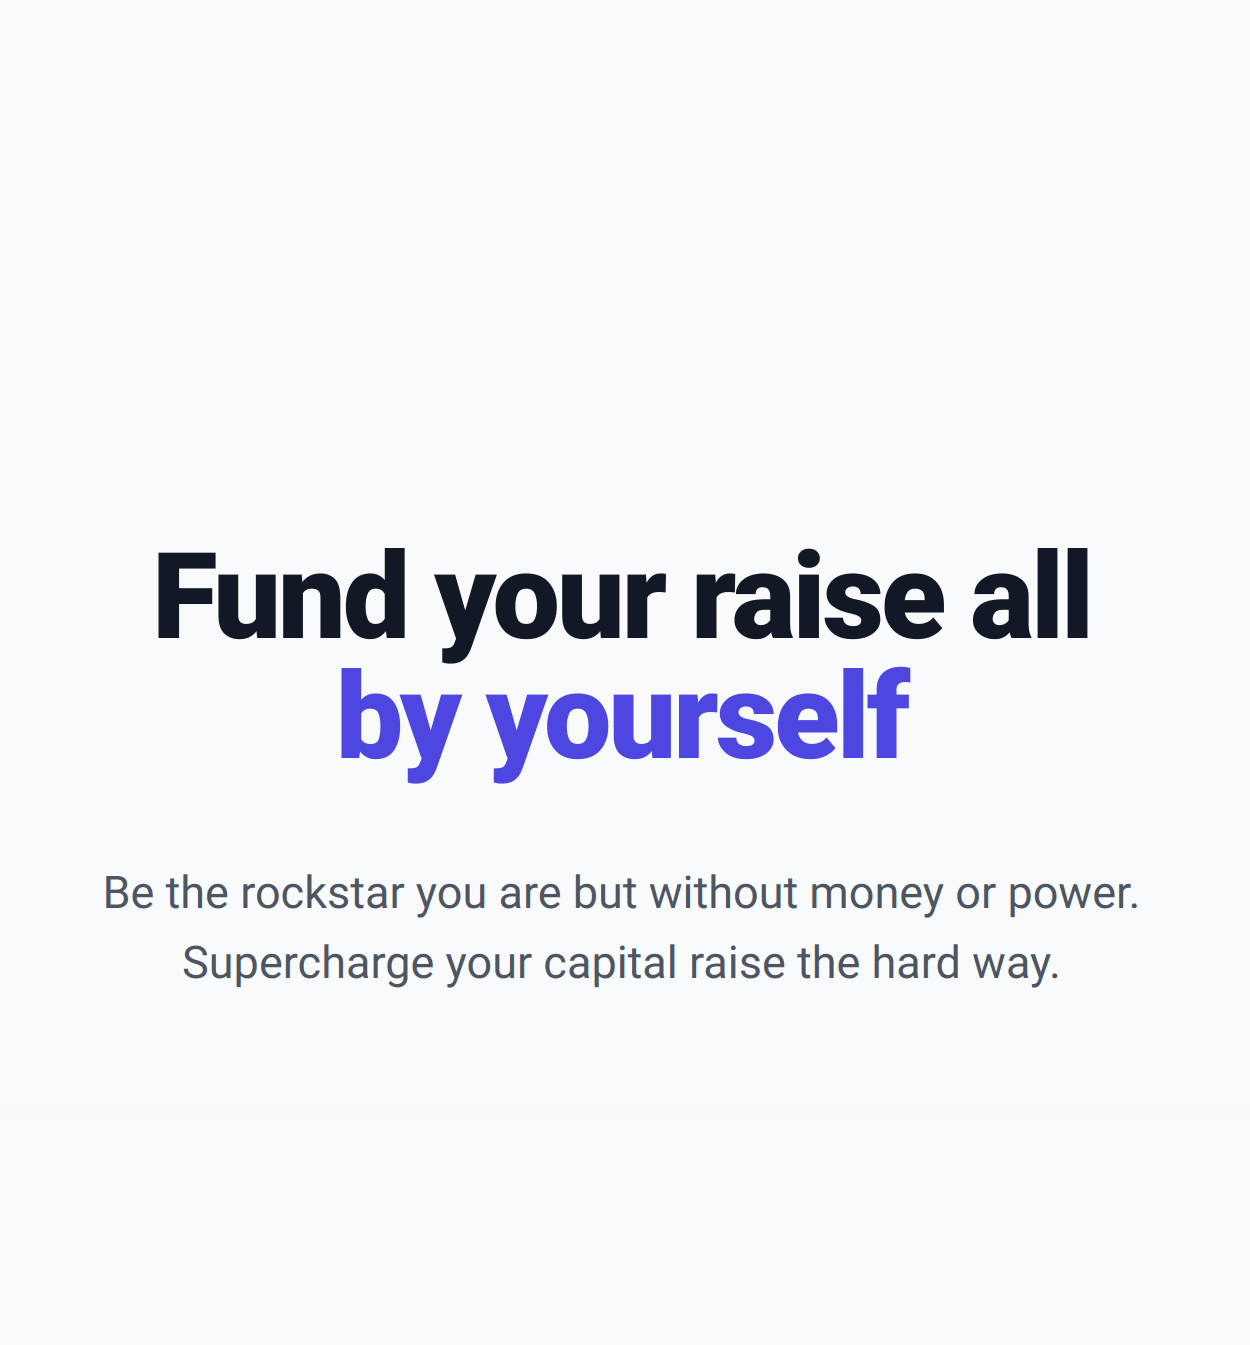 Fund your raise all
by yourself
Be the rockstar you are but without money or power.
Supercharge your capital raise the hard way.